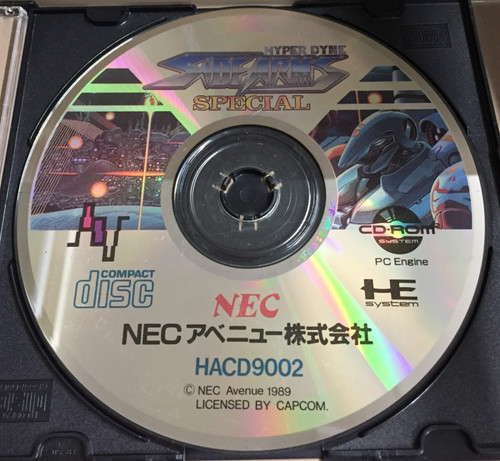 HYPER DYNE
SIDE ARMS
SPECIAL
CD-ROM
SYSTEM
PC Engine
COMPACT
disc
HE
system
NEC
NECアベニュー株式会社
HACD9002
© NEC Avenue 1989
LICENSED BY CAPCOM.